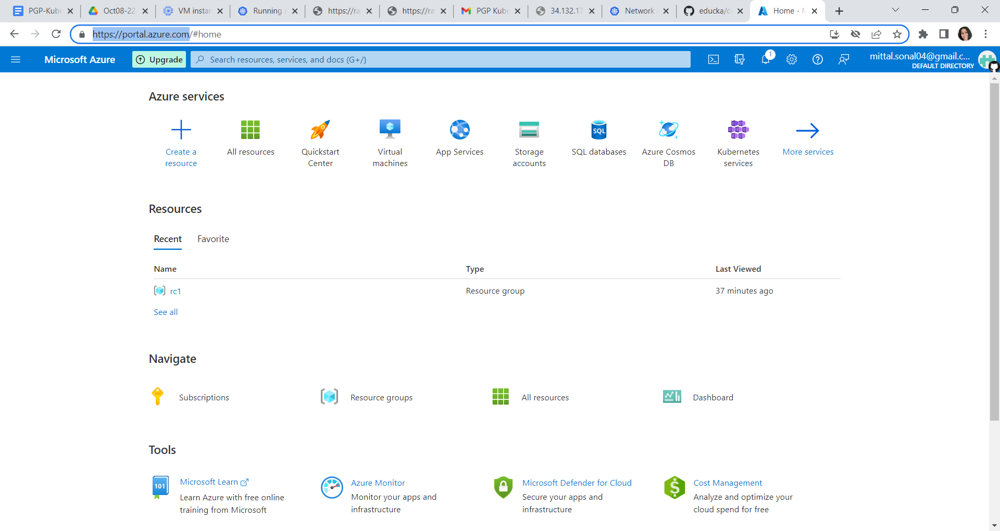 PGP-Kube
Oct08-22
VM instan
Running A
https://ra
https://ra
PGP Kube
34.132.17
Network
educka/c
Home - M
https://portal.azure.com/#home
Microsoft Azure
Upgrade
Search resources, services, and docs (G+/)
1
mittal.sonal04@gmail.c...
DEFAULT DIRECTORY
Azure services
Create a resource
All resources
Quickstart Center
Virtual machines
App Services
SQL
Storage accounts
SQL databases
Azure Cosmos DB
Kubernetes services
More services
Resources
Recent
Favorite
Name
Type
Last Viewed
rc1
Resource group
37 minutes ago
See all
Navigate
Subscriptions
Resource groups
All resources
Dashboard
Tools
101
Microsoft Learn
Learn Azure with free online
training from Microsoft
Azure Monitor
Monitor your apps and
infrastructure
Microsoft Defender for Cloud
Secure your apps and
infrastructure
$
Cost Management
Analyze and optimize your
cloud spend for free